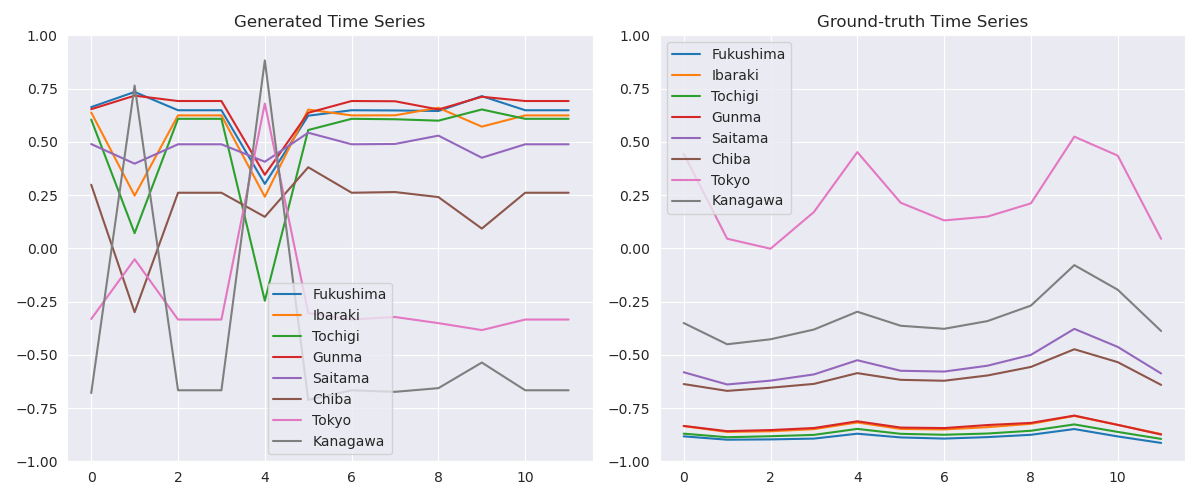 Generated Time Series
1.00
0.75
0.50
0.25
0.00
−0.25
−0.50
−0.75
−1.00
0
2
4
6
8
10
Fukushima
Ibaraki
Tochigi
Gunma
Saitama
Chiba
Tokyo
Kanagawa
Ground-truth Time Series
1.00
0.75
0.50
0.25
0.00
−0.25
−0.50
−0.75
−1.00
0
2
4
6
8
10
Fukushima
Ibaraki
Tochigi
Gunma
Saitama
Chiba
Tokyo
Kanagawa